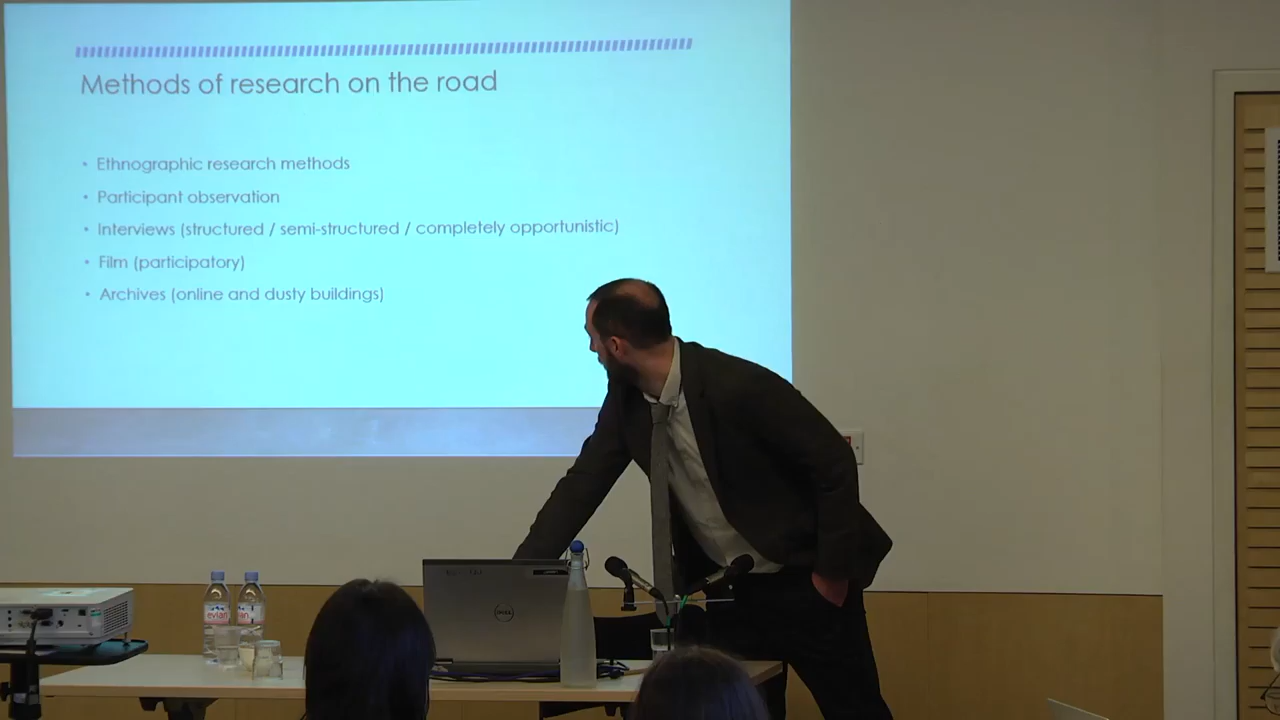 Methods of research on the road
• Ethnographic research methods
• Participant observation
• Interviews (structured / semi-structured / completely opportunistic)
• Film (participatory)
• Archives (online and dusty buildings)
evian
DELL